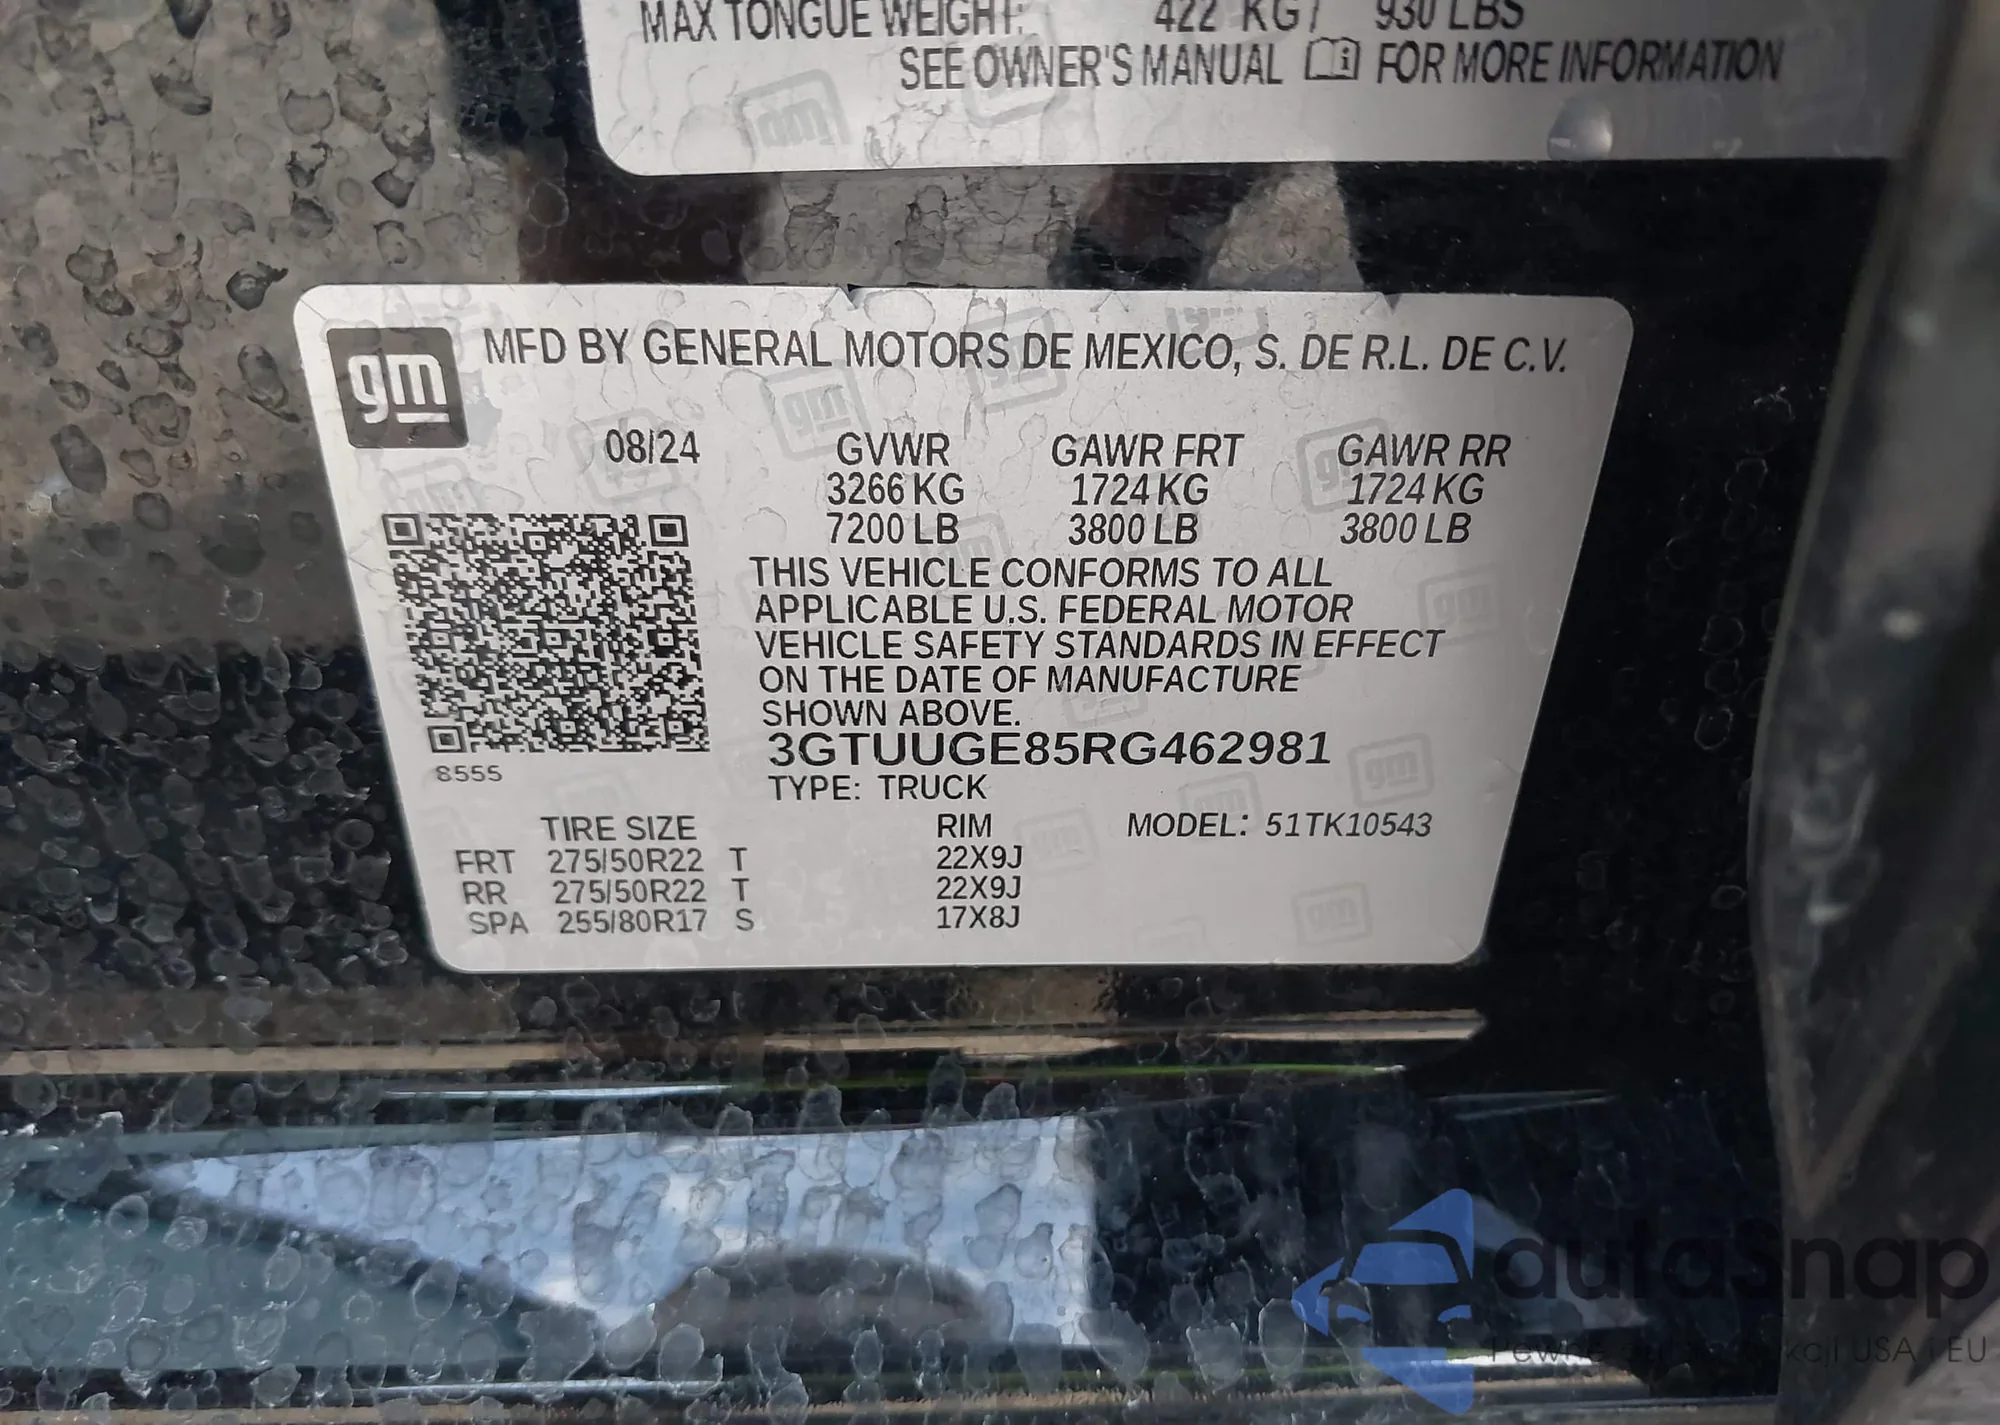 MAX TONGUE WEIGHT: 422 KG / 930 LBS
SEE OWNER'S MANUAL FOR MORE INFORMATION
gm MFD BY GENERAL MOTORS DE MEXICO, S. DE R.L. DE C.V.
08/24 GVWR GAWR FRT GAWR RR
3266 KG 1724 KG 1724 KG
7200 LB 3800 LB 3800 LB
THIS VEHICLE CONFORMS TO ALL
APPLICABLE U.S. FEDERAL MOTOR
VEHICLE SAFETY STANDARDS IN EFFECT
ON THE DATE OF MANUFACTURE
SHOWN ABOVE.
3GTUUGE85RG462981
8555
TYPE: TRUCK
TIRE SIZE RIM MODEL: 51TK10543
FRT 275/50R22 T 22X9J
RR 275/50R22 T 22X9J
SPA 255/80R17 S 17X8J
autaSnap
USA i EU